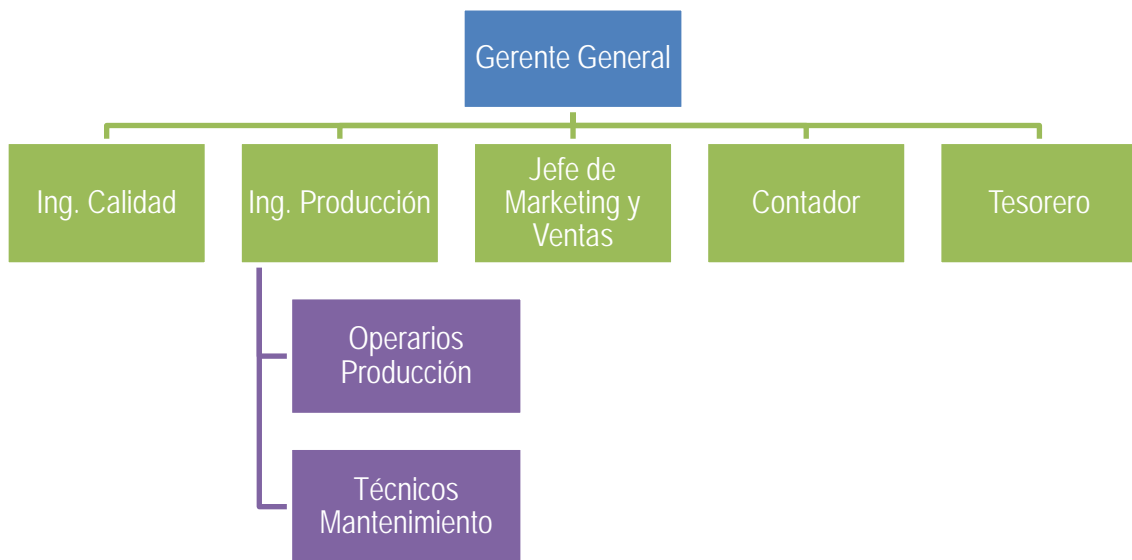 Gerente General
Ing. Calidad
Ing. Producción
Jefe de
Marketing y
Ventas
Contador
Tesorero
Operarios
Producción
Técnicos
Mantenimiento